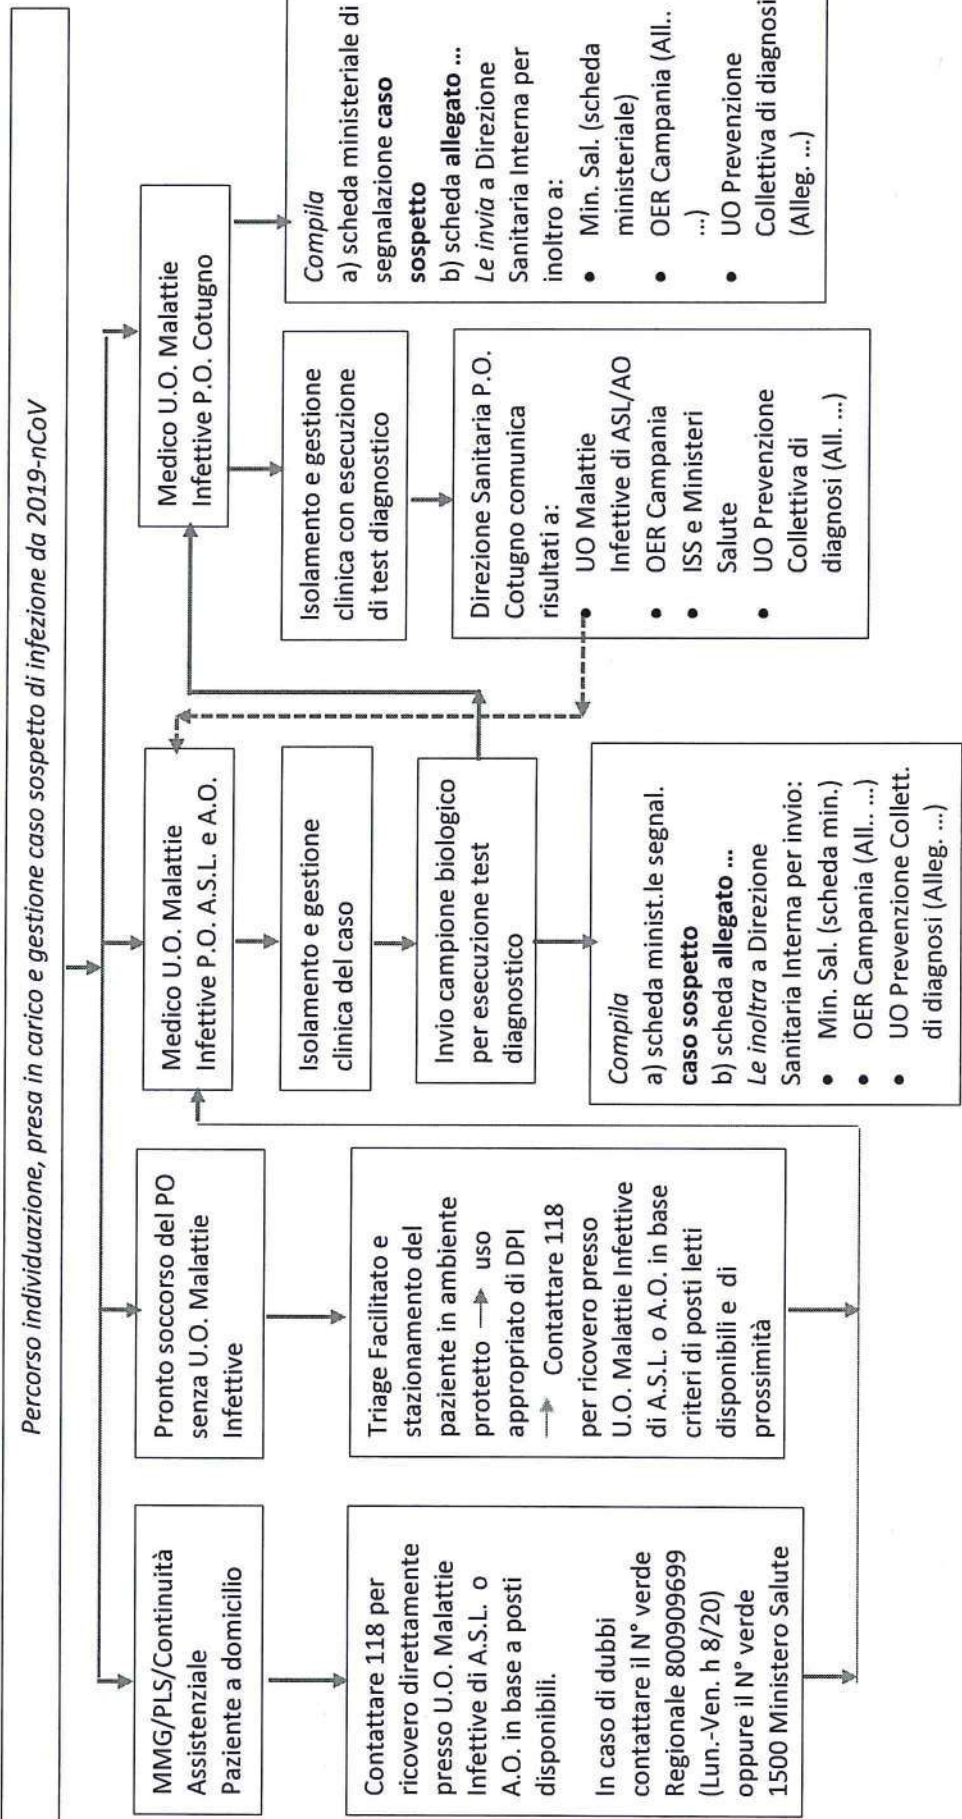 Percorso individuazione, presa in carico e gestione caso sospetto di infezione da 2019-nCoV
MMG/PLS/Continuità
Assistenziale
Paziente a domicilio
Contattare 118 per
ricovero direttamente
presso U.O. Malattie
Infettive di A.S.L. o
A.O. in base a posti
disponibili.
In caso di dubbi
contattare il N° verde
Regionale 800909699
(Lun.-Ven. h 8/20)
oppure il N° verde
1500 Ministero Salute
Pronto soccorso del PO
senza U.O. Malattie
Infettive
Triage Facilitato e
stazionamento del
paziente in ambiente
protetto → uso
appropriato di DPI
→ Contattare 118
per ricovero presso
U.O. Malattie Infettive
di A.S.L. o A.O. in base
criteri di posti letti
disponibili e di
prossimità
Medico U.O. Malattie
Infettive P.O. A.S.L. e A.O.
Isolamento e gestione
clinica del caso
Invio campione biologico
per esecuzione test
diagnostico
Compila
a) scheda minist.le segnal.
caso sospetto
b) scheda allegato ...
Le inoltra a Direzione
Sanitaria Interna per invio:
• Min. Sal. (scheda min.)
• OER Campania (All.. ...)
• UO Prevenzione Collett.
di diagnosi (Alleg. ...)
Medico U.O. Malattie
Infettive P.O. Cotugno
Isolamento e gestione
clinica con esecuzione
di test diagnostico
Direzione Sanitaria P.O.
Cotugno comunica
risultati a:
• UO Malattie
Infettive di ASL/AO
• OER Campania
• ISS e Ministeri
Salute
• UO Prevenzione
Collettiva di
diagnosi (All. ...)
Compila
a) scheda ministeriale di
segnalazione caso
sospetto
b) scheda allegato ...
Le invia a Direzione
Sanitaria Interna per
inoltro a:
• Min. Sal. (scheda
ministeriale)
• OER Campania (All..
...)
• UO Prevenzione
Collettiva di diagnosi
(Alleg. ...)